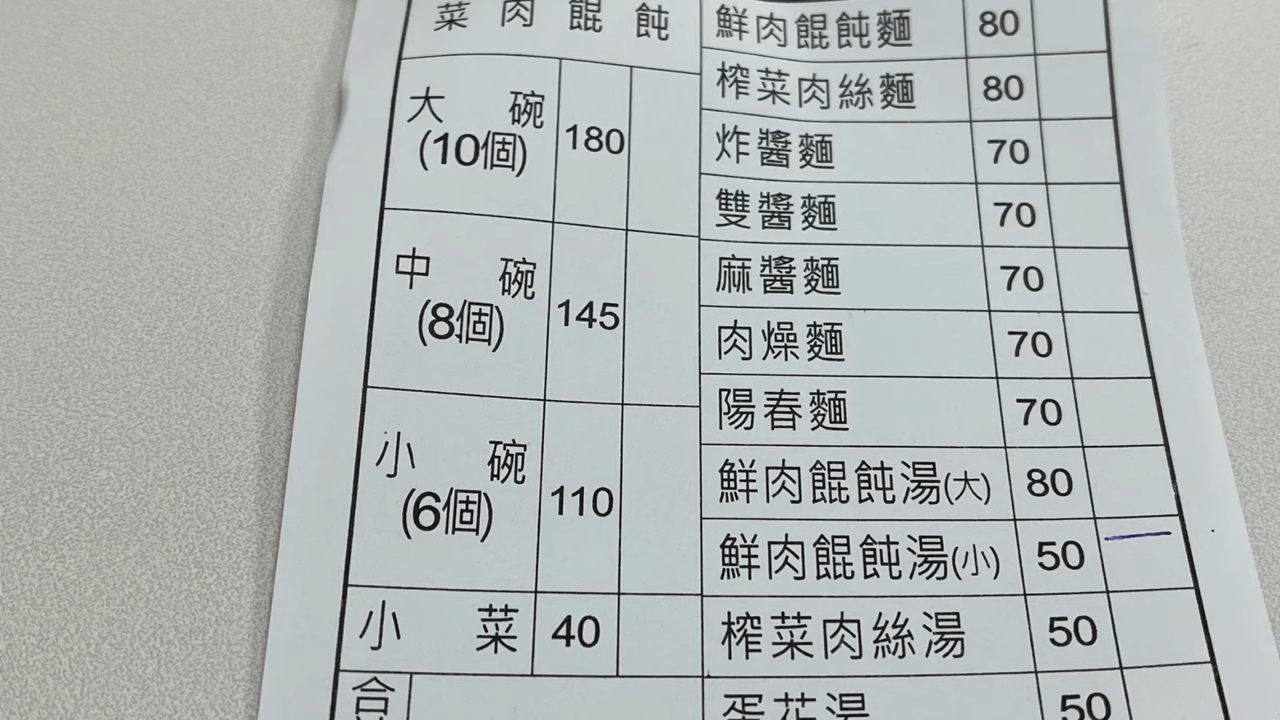 菜肉餛飩
大碗 (10個) 180
中碗 (8個) 145
小碗 (6個) 110
小菜 40
合
鮮肉餛飩麵 80
榨菜肉絲麵 80
炸醬麵 70
雙醬麵 70
麻醬麵 70
肉燥麵 70
陽春麵 70
鮮肉餛飩湯(大) 80
鮮肉餛飩湯(小) 50
榨菜肉絲湯 50
蛋花湯 50